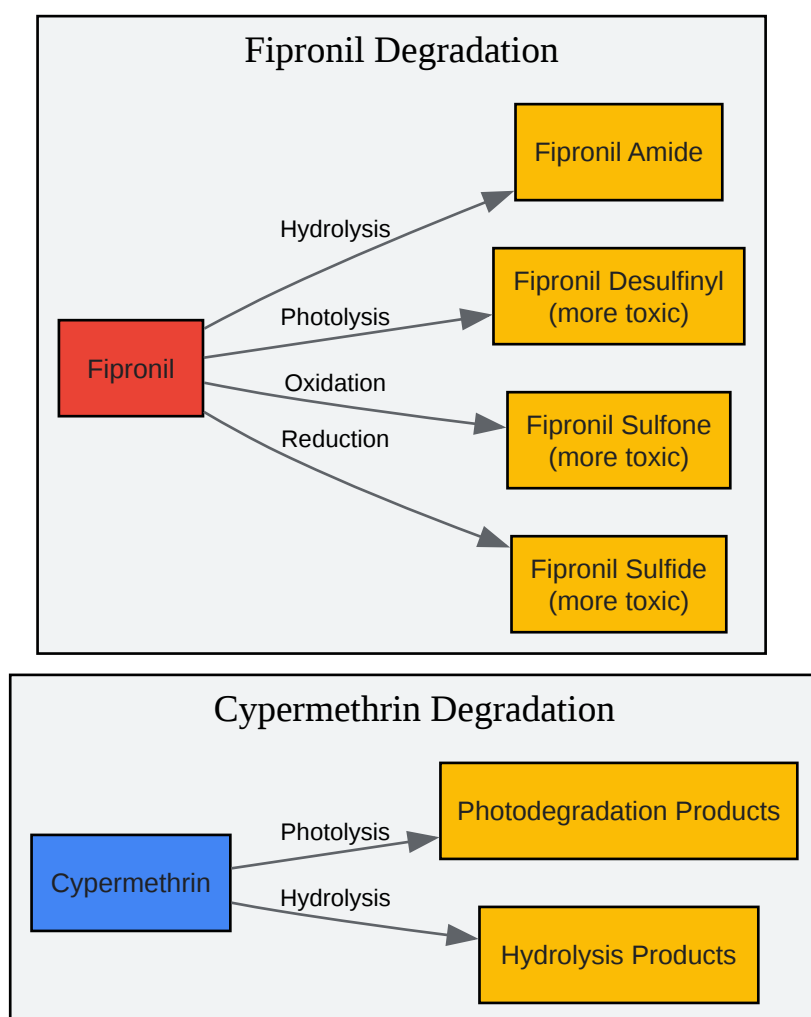 Fipronil Degradation
Fipronil Amide
Hydrolysis
Fipronil Desulfinyl
(more toxic)
Photolysis
Fipronil
Oxidation
Fipronil Sulfone
(more toxic)
Reduction
Fipronil Sulfide
(more toxic)
Cypermethrin Degradation
Photodegradation Products
Photolysis
Cypermethrin
Hydrolysis
Hydrolysis Products